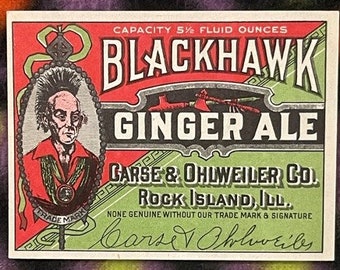 CAPACITY 5½ FLUID OUNCES
BLACKHAWK
GINGER ALE
CARSE & OHLWEILER CO.
ROCK ISLAND, ILL.
NONE GENUINE WITHOUT OUR TRADE MARK & SIGNATURE
TRADE MARK
Carse & Ohlweiler